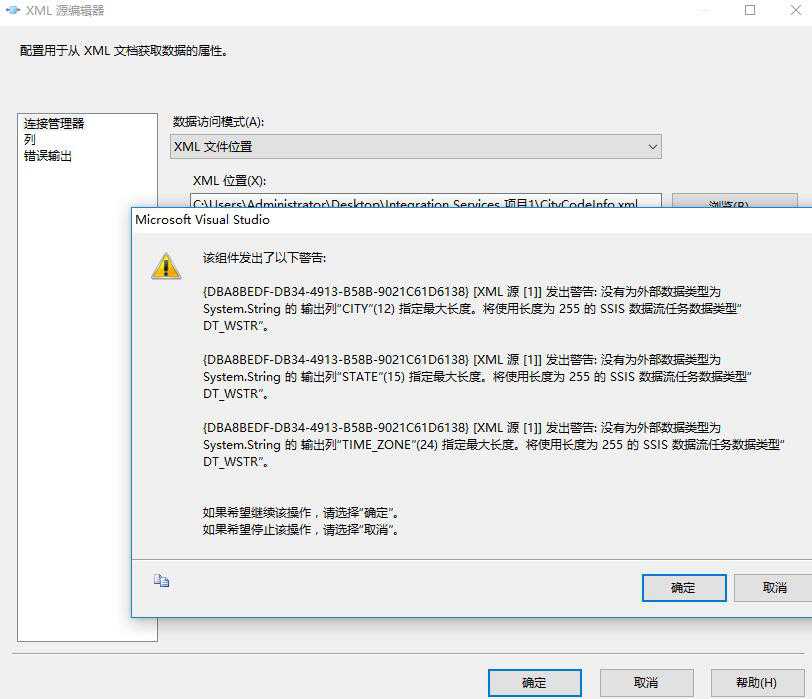 XML 源编辑器
配置用于从 XML 文档获取数据的属性。
连接管理器
列
错误输出
数据访问模式(A):
XML 文件位置
XML 位置(X):
C:\Users\Administrator\Desktop\Integration Services 项目1\CityCodeInfo.xml
浏览(B)
Microsoft Visual Studio
该组件发出了以下警告:
{DBA8BEDF-DB34-4913-B58B-9021C61D6138} [XML 源 [1]] 发出警告: 没有为外部数据类型为
System.String 的 输出列"CITY"(12) 指定最大长度。将使用长度为 255 的 SSIS 数据流任务数据类型"
DT_WSTR"。
{DBA8BEDF-DB34-4913-B58B-9021C61D6138} [XML 源 [1]] 发出警告: 没有为外部数据类型为
System.String 的 输出列"STATE"(15) 指定最大长度。将使用长度为 255 的 SSIS 数据流任务数据类型"
DT_WSTR"。
{DBA8BEDF-DB34-4913-B58B-9021C61D6138} [XML 源 [1]] 发出警告: 没有为外部数据类型为
System.String 的 输出列"TIME_ZONE"(24) 指定最大长度。将使用长度为 255 的 SSIS 数据流任务数据类型"
DT_WSTR"。
如果希望继续该操作，请选择"确定"。
如果希望停止该操作，请选择"取消"。
确定
取消
确定
取消
帮助(H)